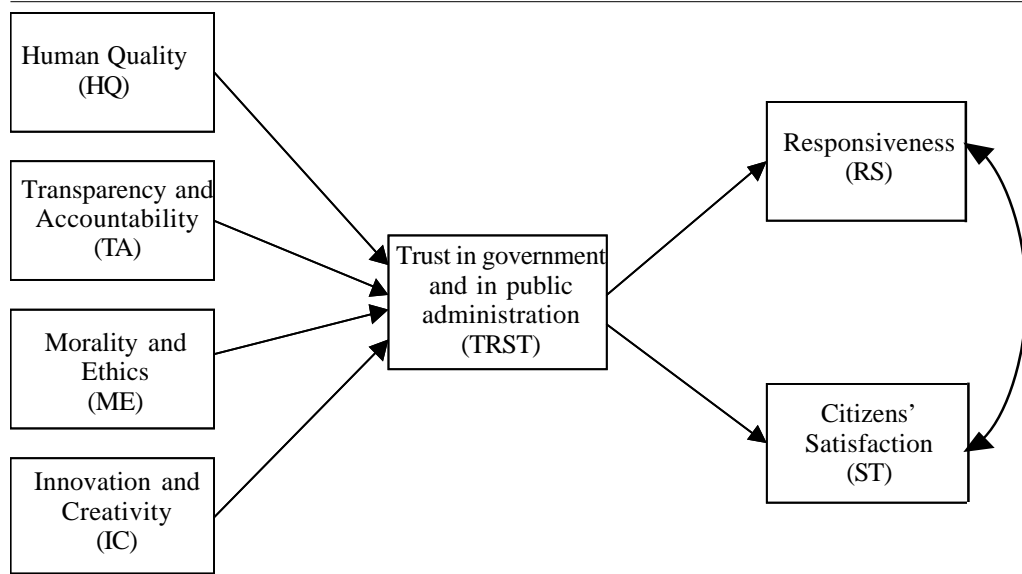 Human Quality
(HQ)
Transparency and
Accountability
(TA)
Morality and
Ethics
(ME)
Innovation and
Creativity
(IC)
Trust in government
and in public
administration
(TRST)
Responsiveness
(RS)
Citizens’
Satisfaction
(ST)